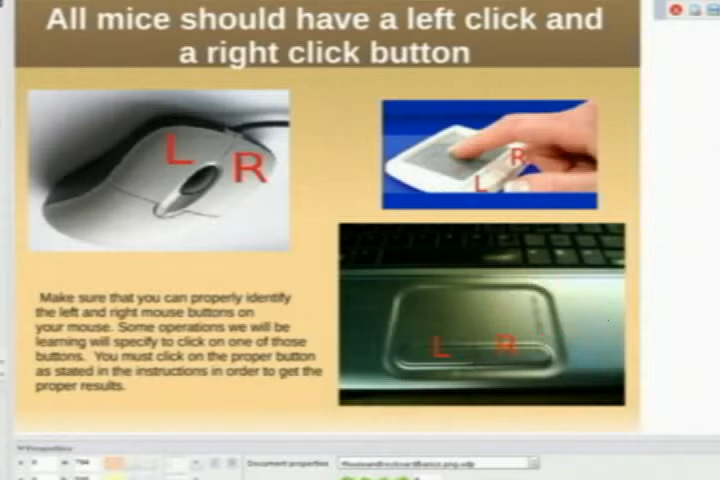 All mice should have a left click and
a right click button
L
R
R
L
L
R
Make sure that you can properly identify
the left and right mouse buttons on
your mouse. Some operations we will be
learning will specify to click on one of those
buttons. You must click on the proper button
as stated in the instructions in order to get the
proper results.
Properties
Document properties